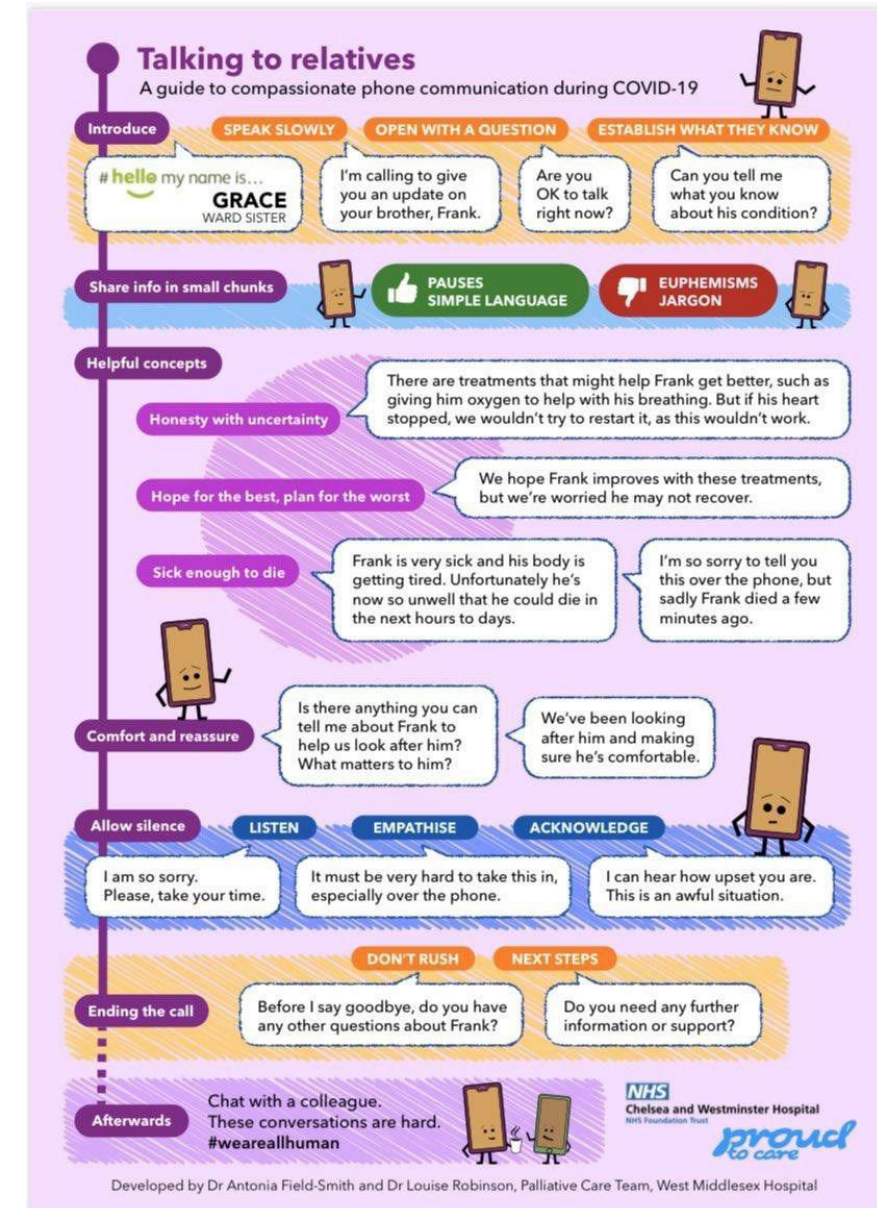 Talking to relatives
A guide to compassionate phone communication during COVID-19
Introduce
SPEAK SLOWLY
OPEN WITH A QUESTION
ESTABLISH WHAT THEY KNOW
# hello my name is...
GRACE
WARD SISTER
I'm calling to give
you an update on
your brother, Frank.
Are you
OK to talk
right now?
Can you tell me
what you know
about his condition?
Share info in small chunks
PAUSES
SIMPLE LANGUAGE
EUPHEMISMS
JARGON
Helpful concepts
Honesty with uncertainty
There are treatments that might help Frank get better, such as
giving him oxygen to help with his breathing. But if his heart
stopped, we wouldn't try to restart it, as this wouldn't work.
Hope for the best, plan for the worst
We hope Frank improves with these treatments,
but we're worried he may not recover.
Sick enough to die
Frank is very sick and his body is
getting tired. Unfortunately he's
now so unwell that he could die in
the next hours to days.
I'm so sorry to tell you
this over the phone, but
sadly Frank died a few
minutes ago.
Comfort and reassure
Is there anything you can
tell me about Frank to
help us look after him?
What matters to him?
We've been looking
after him and making
sure he's comfortable.
Allow silence
LISTEN
EMPATHISE
ACKNOWLEDGE
I am so sorry.
Please, take your time.
It must be very hard to take this in,
especially over the phone.
I can hear how upset you are.
This is an awful situation.
DON'T RUSH
NEXT STEPS
Ending the call
Before I say goodbye, do you have
any other questions about Frank?
Do you need any further
information or support?
Afterwards
Chat with a colleague.
These conversations are hard.
#weareallhuman
NHS
Chelsea and Westminster Hospital
NHS Foundation Trust
proud
to care
Developed by Dr Antonia Field-Smith and Dr Louise Robinson, Palliative Care Team, West Middlesex Hospital